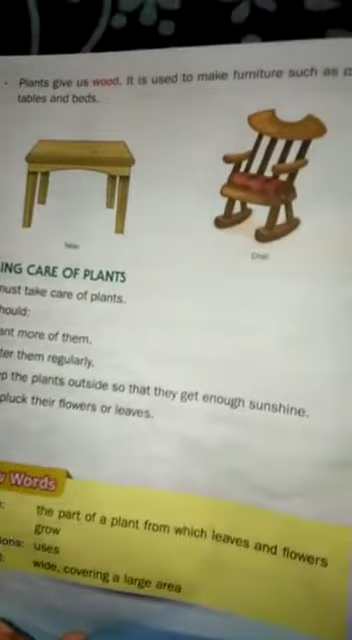 Plants give us wood. It is used to make furniture such as
tables and beds.
Table
Chair
ING CARE OF PLANTS
must take care of plants.
hould:
ant more of them.
ter them regularly.
p the plants outside so that they get enough sunshine.
pluck their flowers or leaves.
Words
the part of a plant from which leaves and flowers
grow
ions: uses
wide, covering a large area